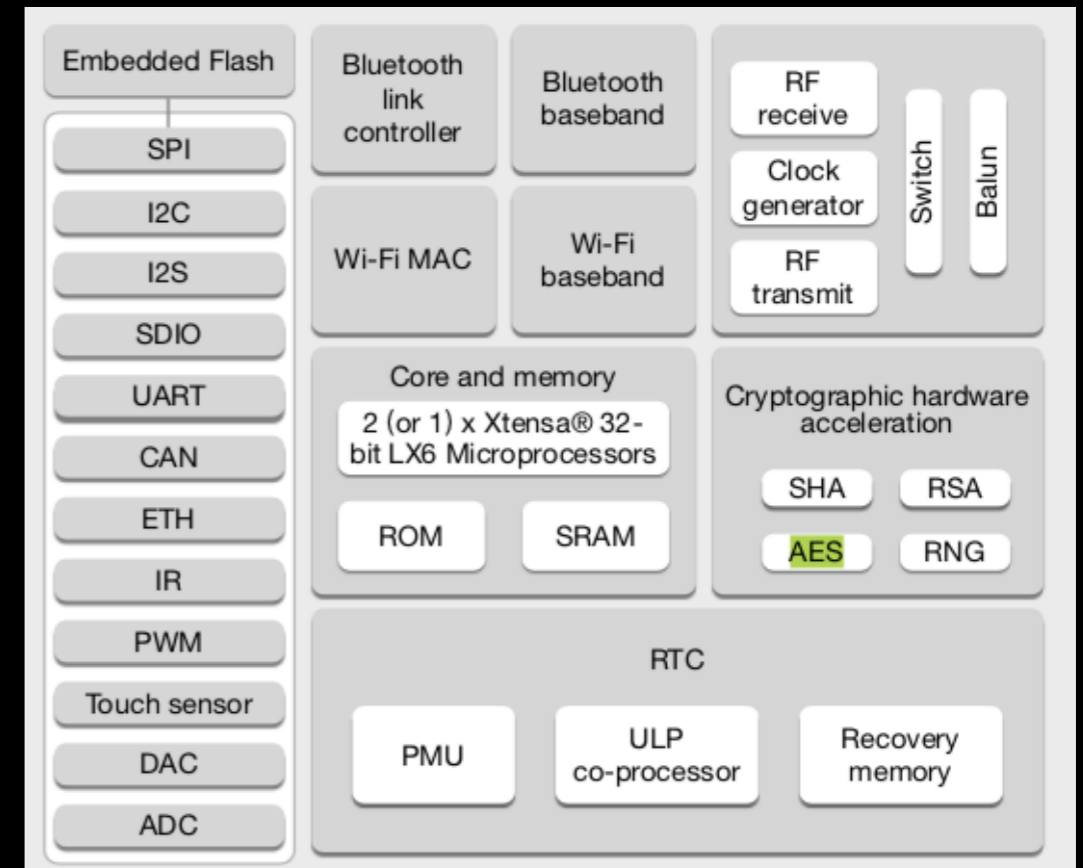 Embedded Flash
SPI
I2C
I2S
SDIO
UART
CAN
ETH
IR
PWM
Touch sensor
DAC
ADC
Bluetooth
link
controller
Bluetooth
baseband
Wi-Fi MAC
Wi-Fi
baseband
RF
receive
Clock
generator
RF
transmit
Switch
Balun
Core and memory
2 (or 1) x Xtensa® 32-
bit LX6 Microprocessors
ROM
SRAM
Cryptographic hardware
acceleration
SHA
RSA
AES
RNG
RTC
PMU
ULP
co-processor
Recovery
memory